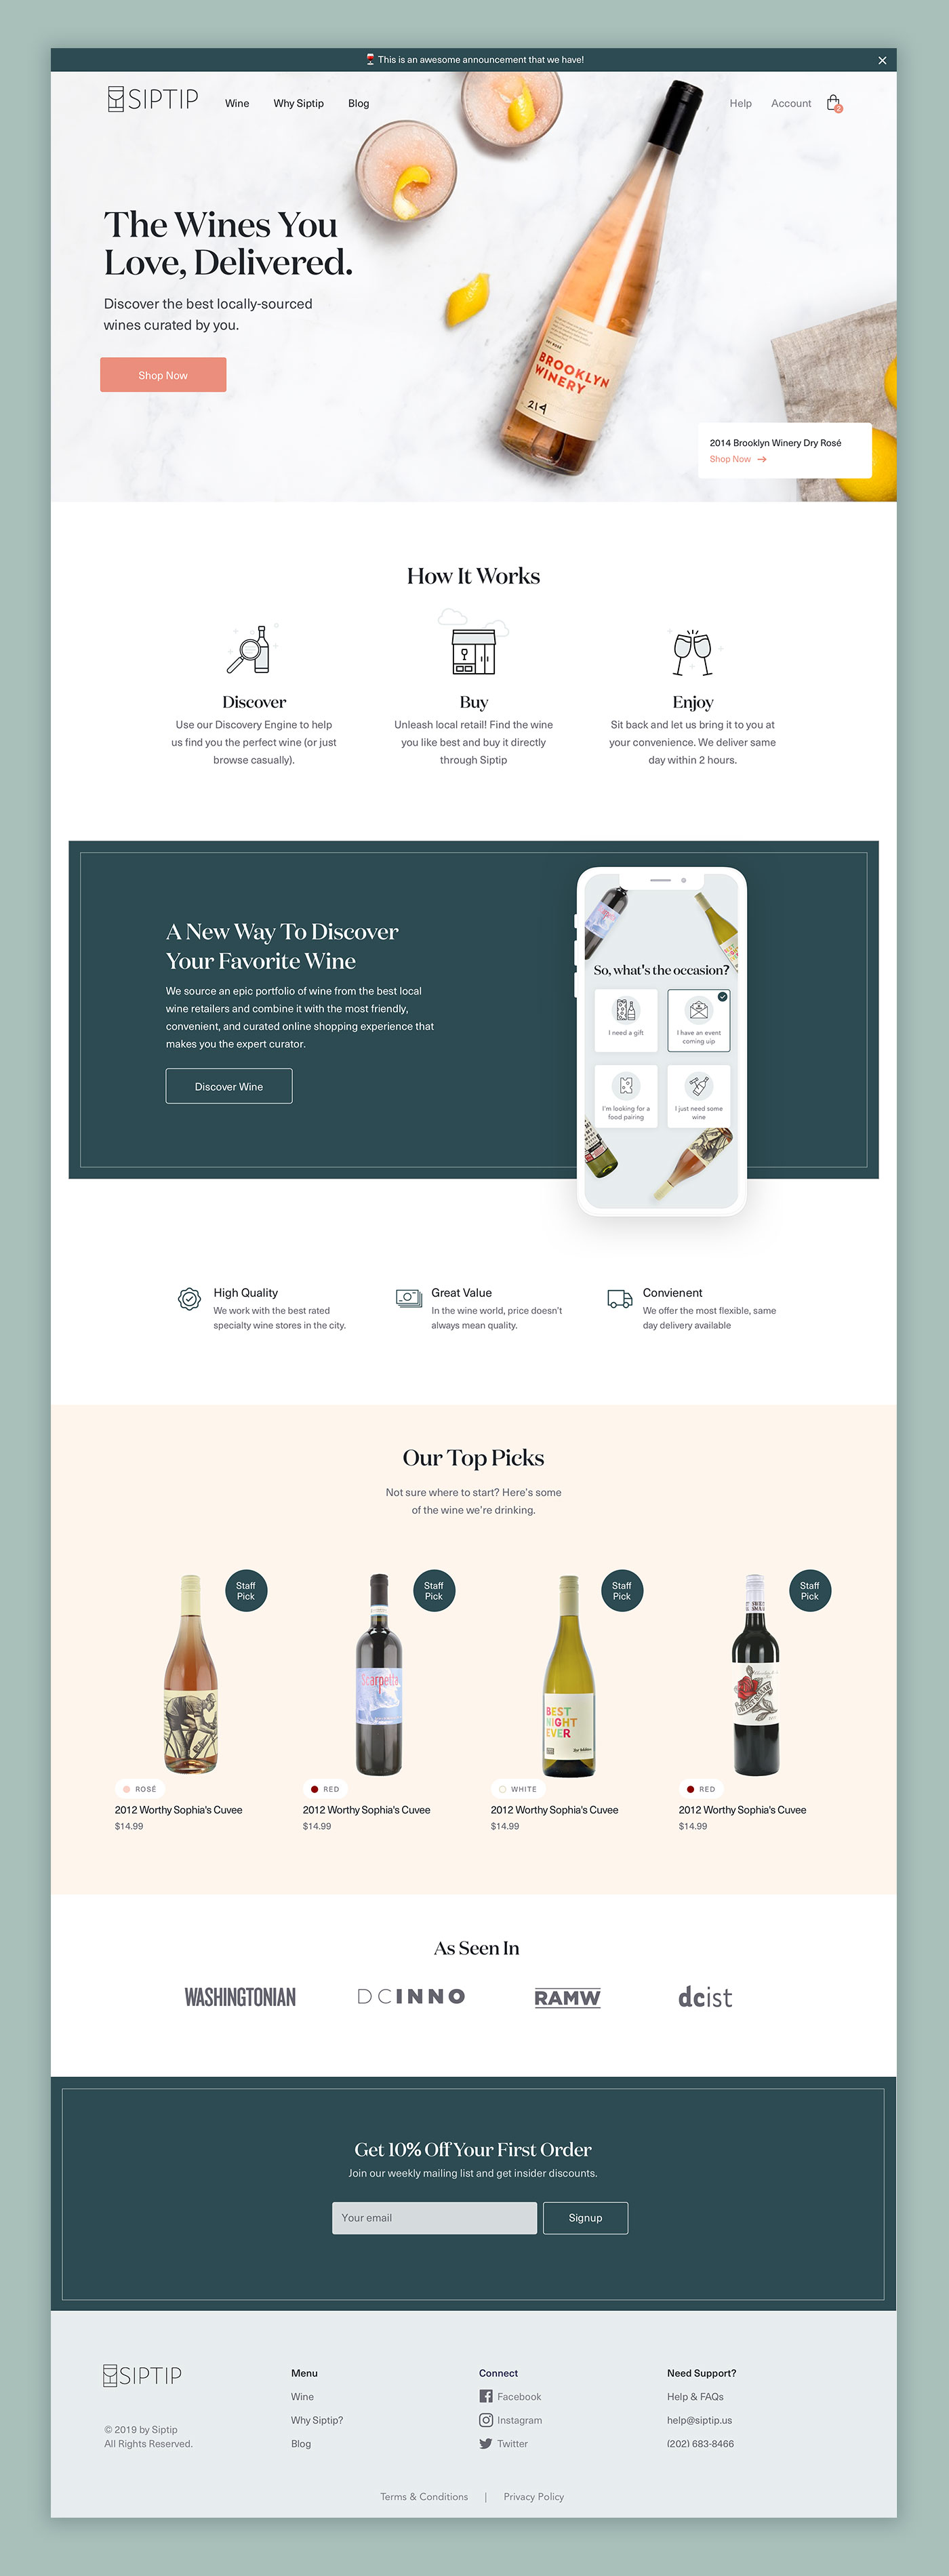 This is an awesome announcement that we have!
SIPTIP
Wine
Why Siptip
Blog
Help
Account
2
The Wines You
Love, Delivered.
Discover the best locally-sourced
wines curated by you.
Shop Now
DRY ROSÉ
BROOKLYN
WINERY
214
2014 Brooklyn Winery Dry Rosé
Shop Now
How It Works
Discover
Use our Discovery Engine to help
us find you the perfect wine (or just
browse casually).
Buy
Unleash local retail! Find the wine
you like best and buy it directly
through Siptip
Enjoy
Sit back and let us bring it to you at
your convenience. We deliver same
day within 2 hours.
A New Way To Discover
Your Favorite Wine
We source an epic portfolio of wine from the best local
wine retailers and combine it with the most friendly,
convenient, and curated online shopping experience that
makes you the expert curator.
Discover Wine
So, what's the occasion?
I need a gift
I have an event
coming uip
I'm looking for a
food pairing
I just need some
wine
High Quality
We work with the best rated
specialty wine stores in the city.
Great Value
In the wine world, price doesn't
always mean quality.
Convienent
We offer the most flexible, same
day delivery available
Our Top Picks
Not sure where to start? Here's some
of the wine we're drinking.
Staff
Pick
ROSÉ
2012 Worthy Sophia's Cuvee
$14.99
Staff
Pick
Scarpetta
RED
2012 Worthy Sophia's Cuvee
$14.99
Staff
Pick
BEST
NIGHT
EVER
WHITE
2012 Worthy Sophia's Cuvee
$14.99
Staff
Pick
RED
2012 Worthy Sophia's Cuvee
$14.99
As Seen In
WASHINGTONIAN
DCINNO
RAMW
dcist
Get 10% Off Your First Order
Join our weekly mailing list and get insider discounts.
Your email
Signup
SIPTIP
© 2019 by Siptip
All Rights Reserved.
Menu
Wine
Why Siptip?
Blog
Connect
Facebook
Instagram
Twitter
Need Support?
Help & FAQs
help@siptip.us
(202) 683-8466
Terms & Conditions | Privacy Policy